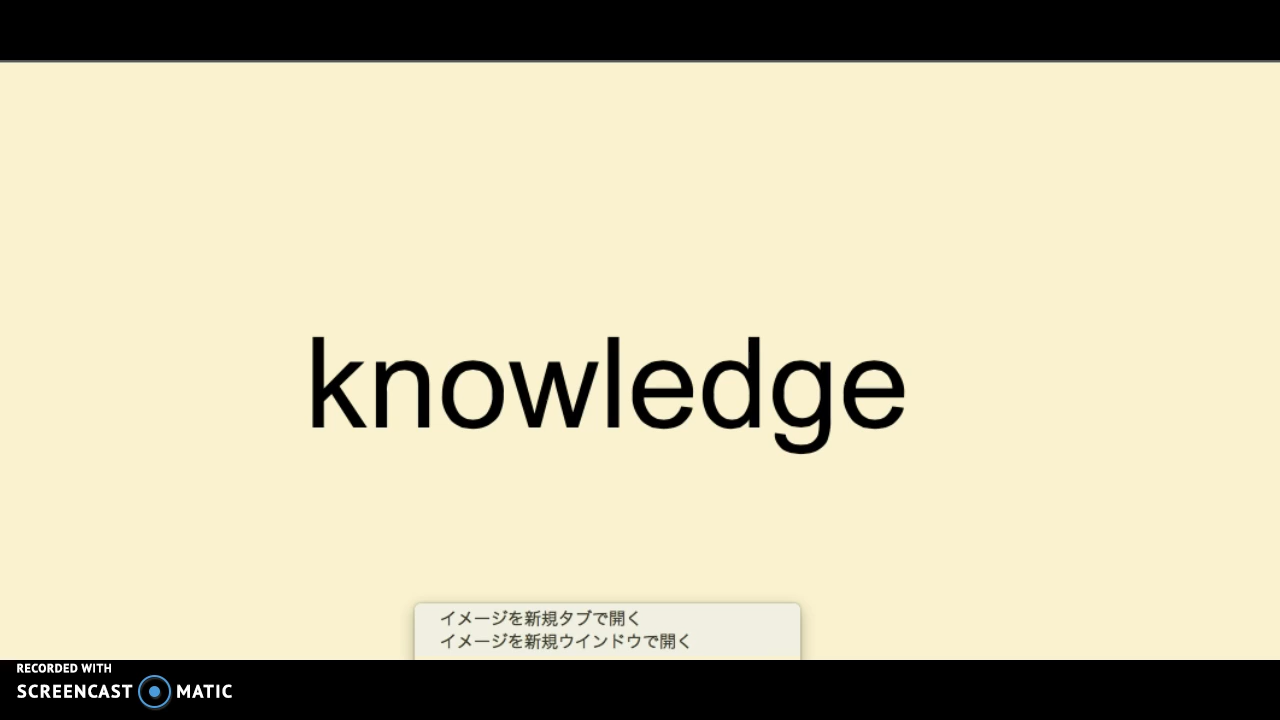 knowledge
イメージを新規タブで開く
イメージを新規ウインドウで開く
RECORDED WITH
SCREENCAST MATIC